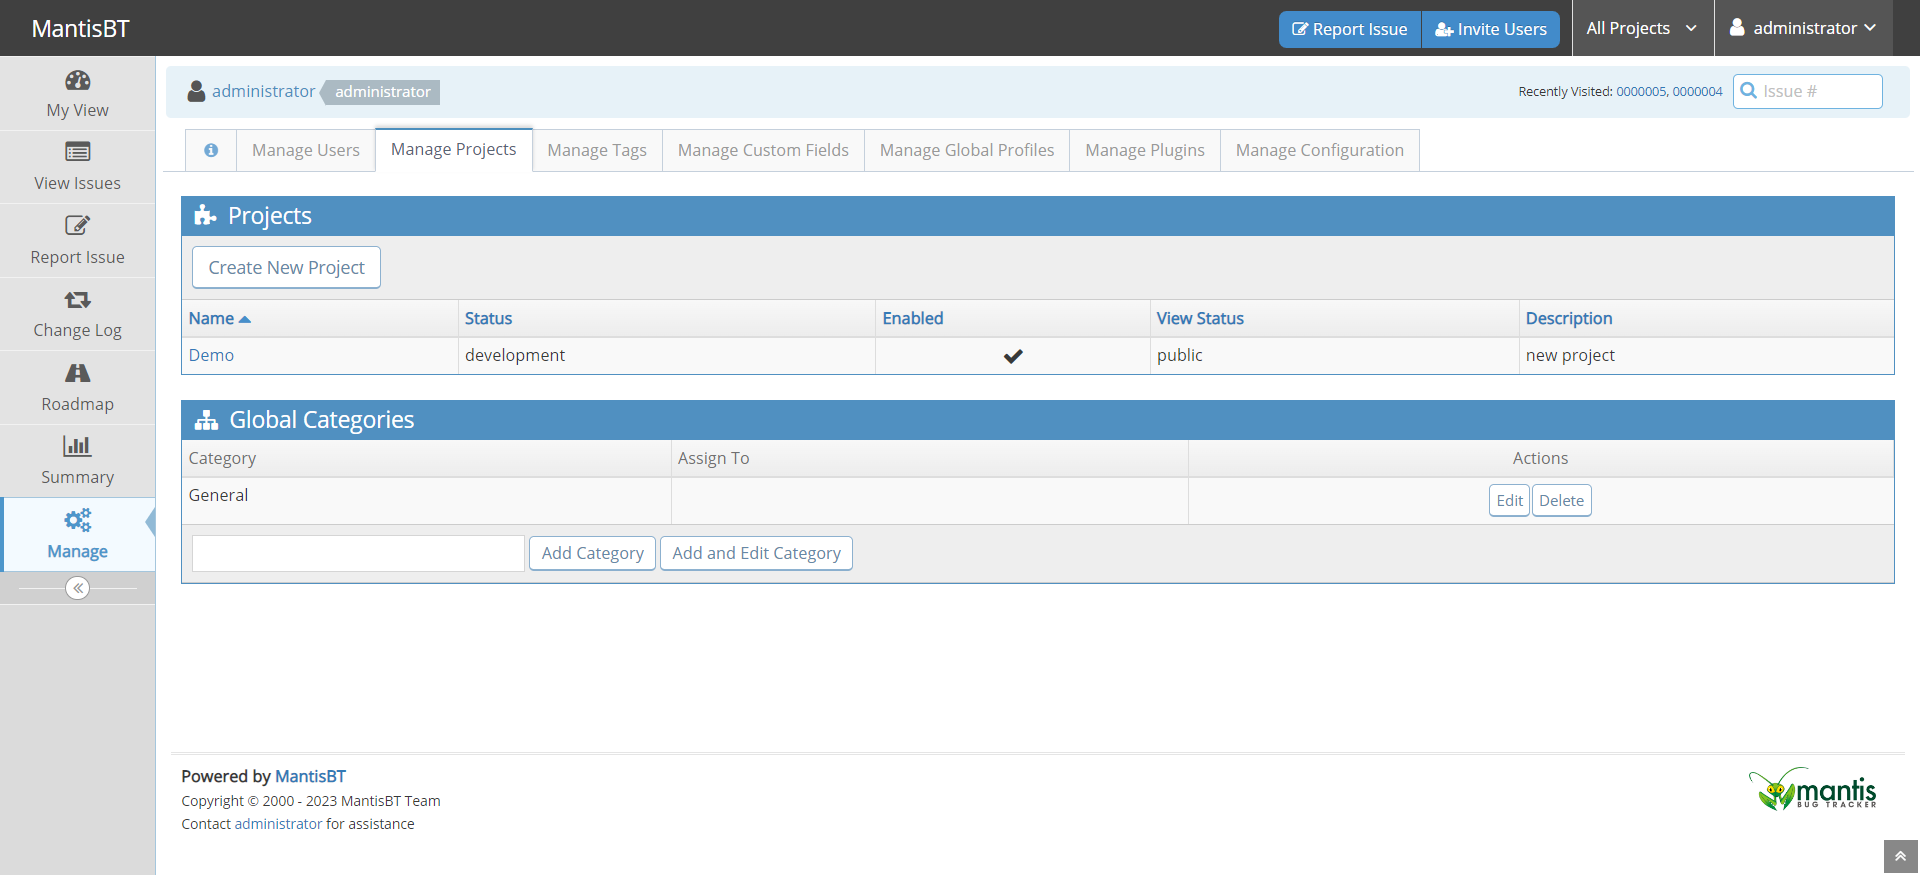 MantisBT
Report Issue
Invite Users
All Projects
administrator
My View
View Issues
Report Issue
Change Log
Roadmap
Summary
Manage
administrator
administrator
Recently Visited: 0000005, 0000004
Issue #
Manage Users
Manage Projects
Manage Tags
Manage Custom Fields
Manage Global Profiles
Manage Plugins
Manage Configuration
Projects
Create New Project
Name
Status
Enabled
View Status
Description
Demo
development
public
new project
Global Categories
Category
Assign To
Actions
General
Edit
Delete
Add Category
Add and Edit Category
Powered by MantisBT
Copyright © 2000 - 2023 MantisBT Team
Contact administrator for assistance
mantis
BUG TRACKER